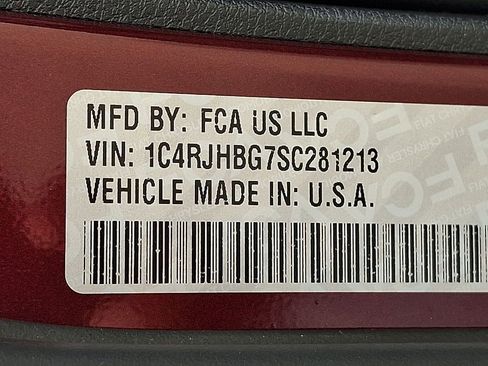 MFD BY: FCA US LLC
VIN: 1C4RJHBG7SC281213
VEHICLE MADE IN: U.S.A.